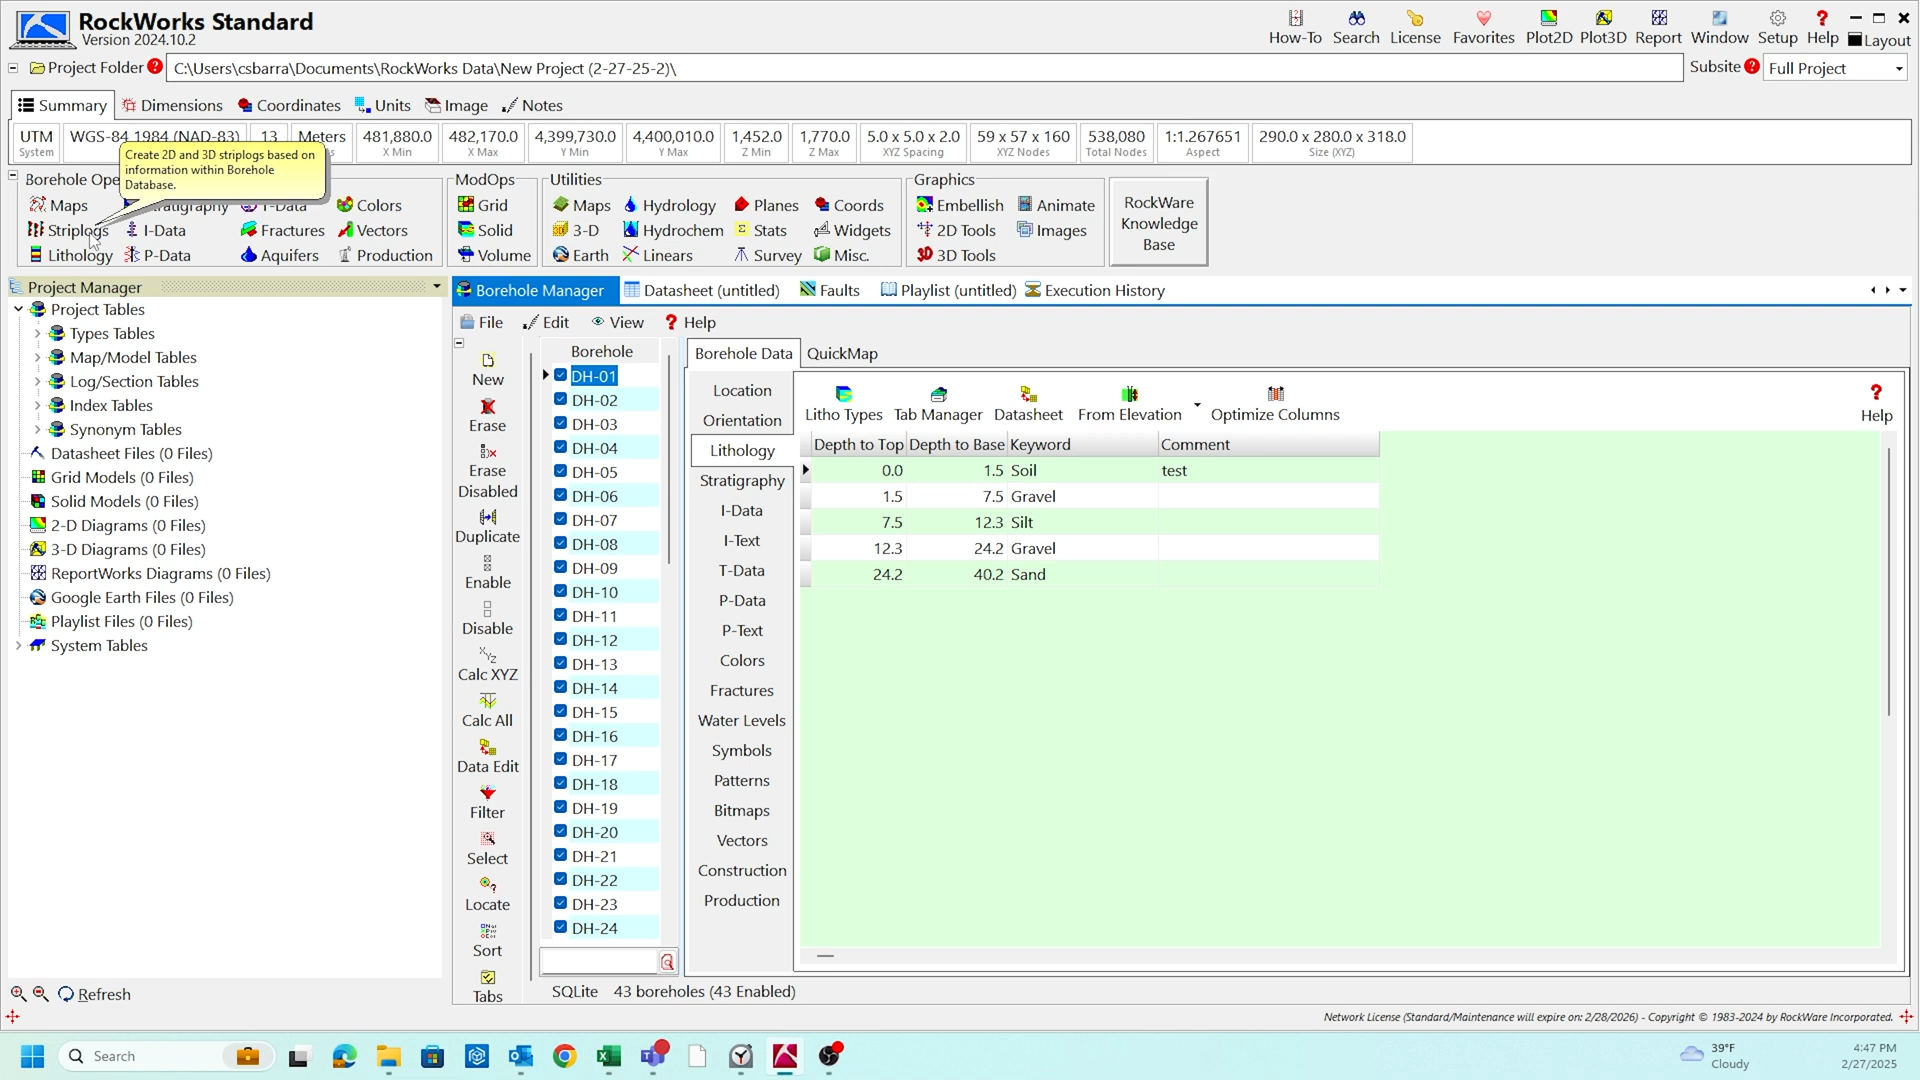 RockWorks Standard
Version 2024.10.2
How-To Search License Favorites Plot2D Plot3D Report Window Setup Help Layout
Project Folder C:\Users\csbarra\Documents\RockWorks Data\New Project (2-27-25-2)\ Subsite Full Project
Summary Dimensions Coordinates Units Image Notes
UTM WGS-84 1984 (NAD-83) 13 Meters 481,880.0 482,170.0 4,399,730.0 4,400,010.0 1,452.0 1,770.0 5.0 x 5.0 x 2.0 59 x 57 x 160 538,080 1:1.267651 290.0 x 280.0 x 318.0
System X Min X Max Y Min Y Max Z Min Z Max XYZ Spacing XYZ Nodes Total Nodes Aspect Size (XYZ)
Create 2D and 3D striplogs based on
information within Borehole
Database.
Borehole Ope ModOps Utilities Graphics
Maps T-Data Colors Grid Maps Hydrology Planes Coords Embellish Animate
Striplogs I-Data Fractures Vectors Solid 3-D Hydrochem Stats Widgets 2D Tools Images
Lithology P-Data Aquifers Production Volume Earth Linears Survey Misc. 3D Tools
RockWare
Knowledge
Base
Project Manager
Project Tables
Types Tables
Map/Model Tables
Log/Section Tables
Index Tables
Synonym Tables
Datasheet Files (0 Files)
Grid Models (0 Files)
Solid Models (0 Files)
2-D Diagrams (0 Files)
3-D Diagrams (0 Files)
ReportWorks Diagrams (0 Files)
Google Earth Files (0 Files)
Playlist Files (0 Files)
System Tables
Refresh
Borehole Manager Datasheet (untitled) Faults Playlist (untitled) Execution History
File Edit View Help
New
Erase
Erase
Disabled
Duplicate
Enable
Disable
Calc XYZ
Calc All
Data Edit
Filter
Select
Locate
Sort
Tabs
Borehole
DH-01
DH-02
DH-03
DH-04
DH-05
DH-06
DH-07
DH-08
DH-09
DH-10
DH-11
DH-12
DH-13
DH-14
DH-15
DH-16
DH-17
DH-18
DH-19
DH-20
DH-21
DH-22
DH-23
DH-24
Borehole Data QuickMap
Location
Orientation
Lithology
Stratigraphy
I-Data
I-Text
T-Data
P-Data
P-Text
Colors
Fractures
Water Levels
Symbols
Patterns
Bitmaps
Vectors
Construction
Production
Litho Types Tab Manager Datasheet From Elevation Optimize Columns Help
Depth to Top Depth to Base Keyword Comment
0.0 1.5 Soil test
1.5 7.5 Gravel
7.5 12.3 Silt
12.3 24.2 Gravel
24.2 40.2 Sand
SQLite 43 boreholes (43 Enabled)
Network License (Standard/Maintenance will expire on: 2/28/2026) - Copyright © 1983-2024 by RockWare Incorporated.
Search
39°F
Cloudy
4:47 PM
2/27/2025